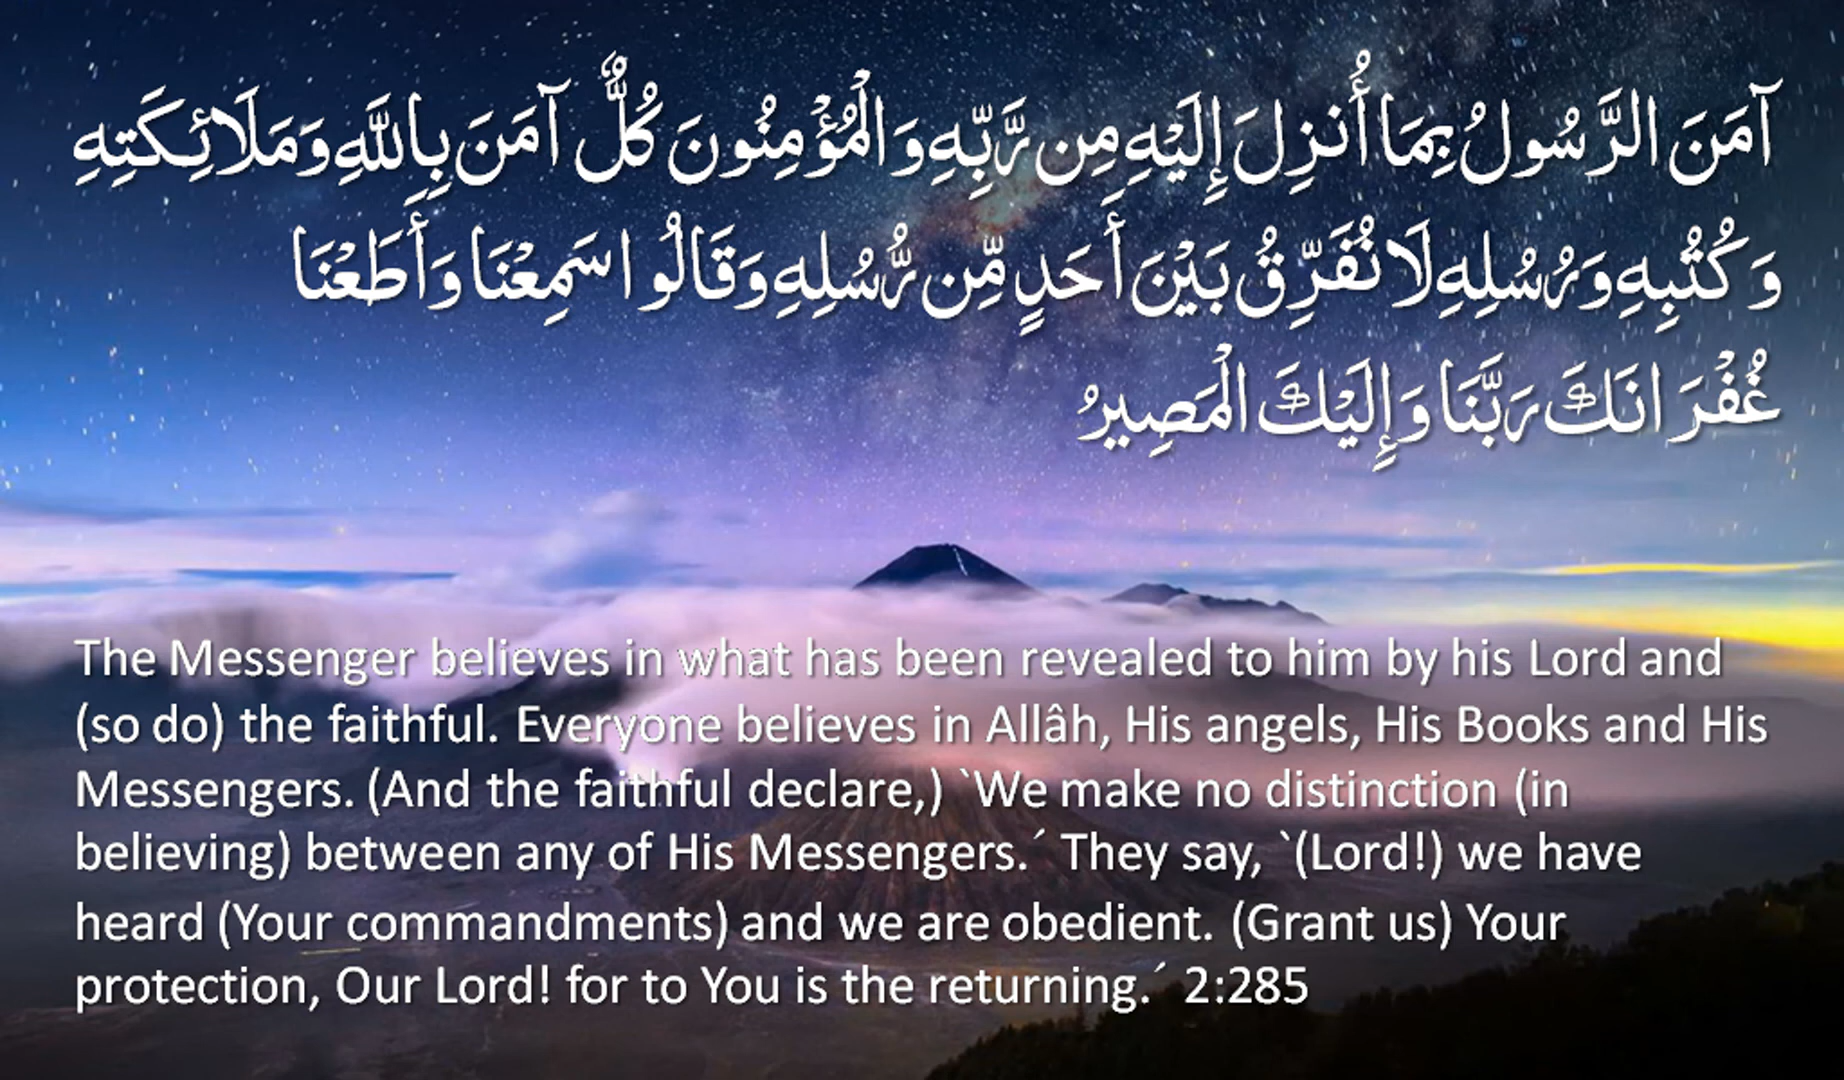 آمَنَ الرَّسُولُ بِمَا أُنزِلَ إِلَيْهِ مِن رَّبِّهِ وَالْمُؤْمِنُونَ كُلٌّ آمَنَ بِاللَّهِ وَمَلَائِكَتِهِ
وَكُتُبِهِ وَرُسُلِهِ لَا نُفَرِّقُ بَيْنَ أَحَدٍ مِّن رُّسُلِهِ وَقَالُوا سَمِعْنَا وَأَطَعْنَا
غُفْرَانَكَ رَبَّنَا وَإِلَيْكَ الْمَصِيرُ
The Messenger believes in what has been revealed to him by his Lord and
(so do) the faithful. Everyone believes in Allâh, His angels, His Books and His
Messengers. (And the faithful declare,) `We make no distinction (in
believing) between any of His Messengers.´ They say, `(Lord!) we have
heard (Your commandments) and we are obedient. (Grant us) Your
protection, Our Lord! for to You is the returning.´ 2:285